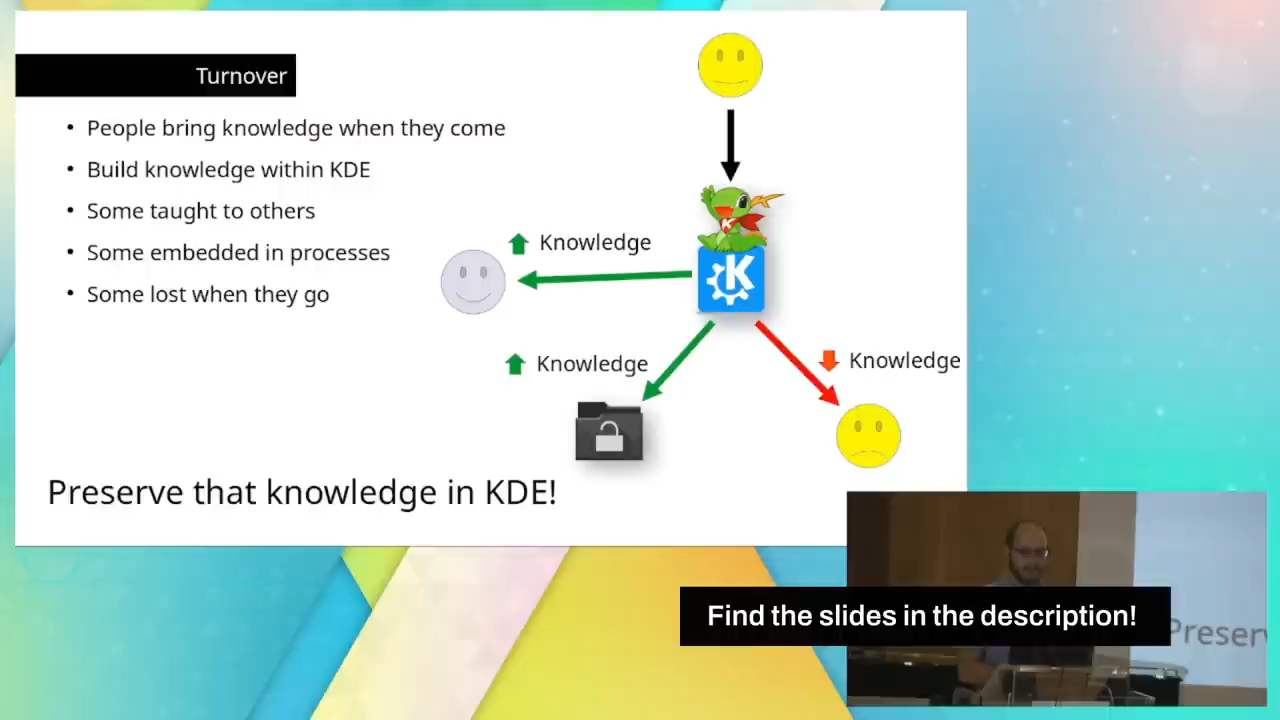 Turnover
• People bring knowledge when they come
• Build knowledge within KDE
• Some taught to others
• Some embedded in processes
• Some lost when they go
Knowledge
Knowledge
Knowledge
Preserve that knowledge in KDE!
Find the slides in the description!
Preserv